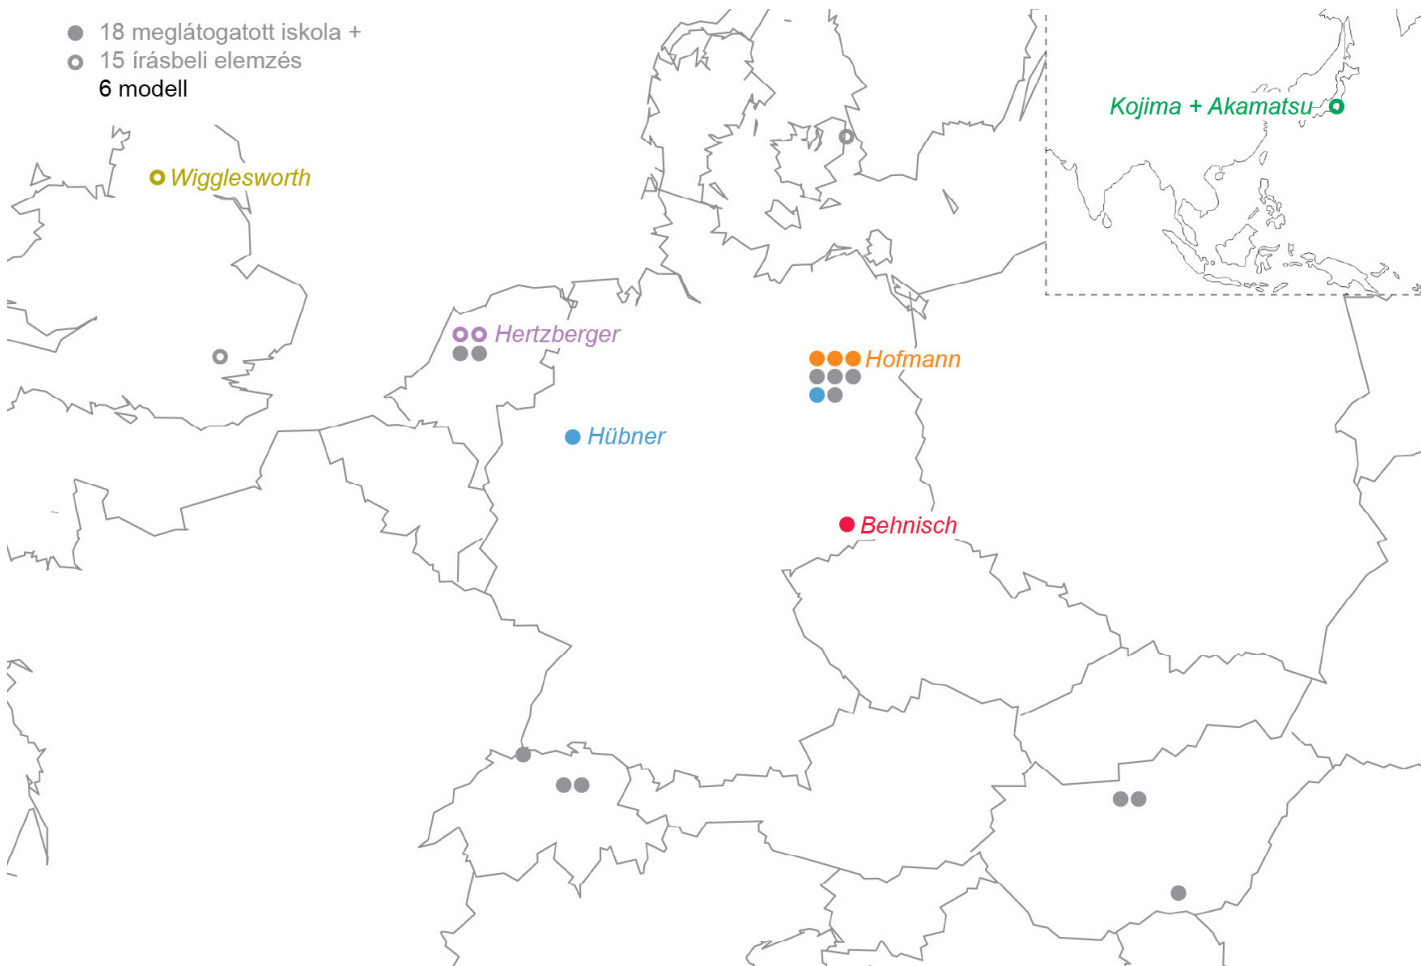 18 meglátogatott iskola +
15 írásbeli elemzés
6 modell
Kojima + Akamatsu
Wigglesworth
Hertzberger
Hofmann
Hübner
Behnisch